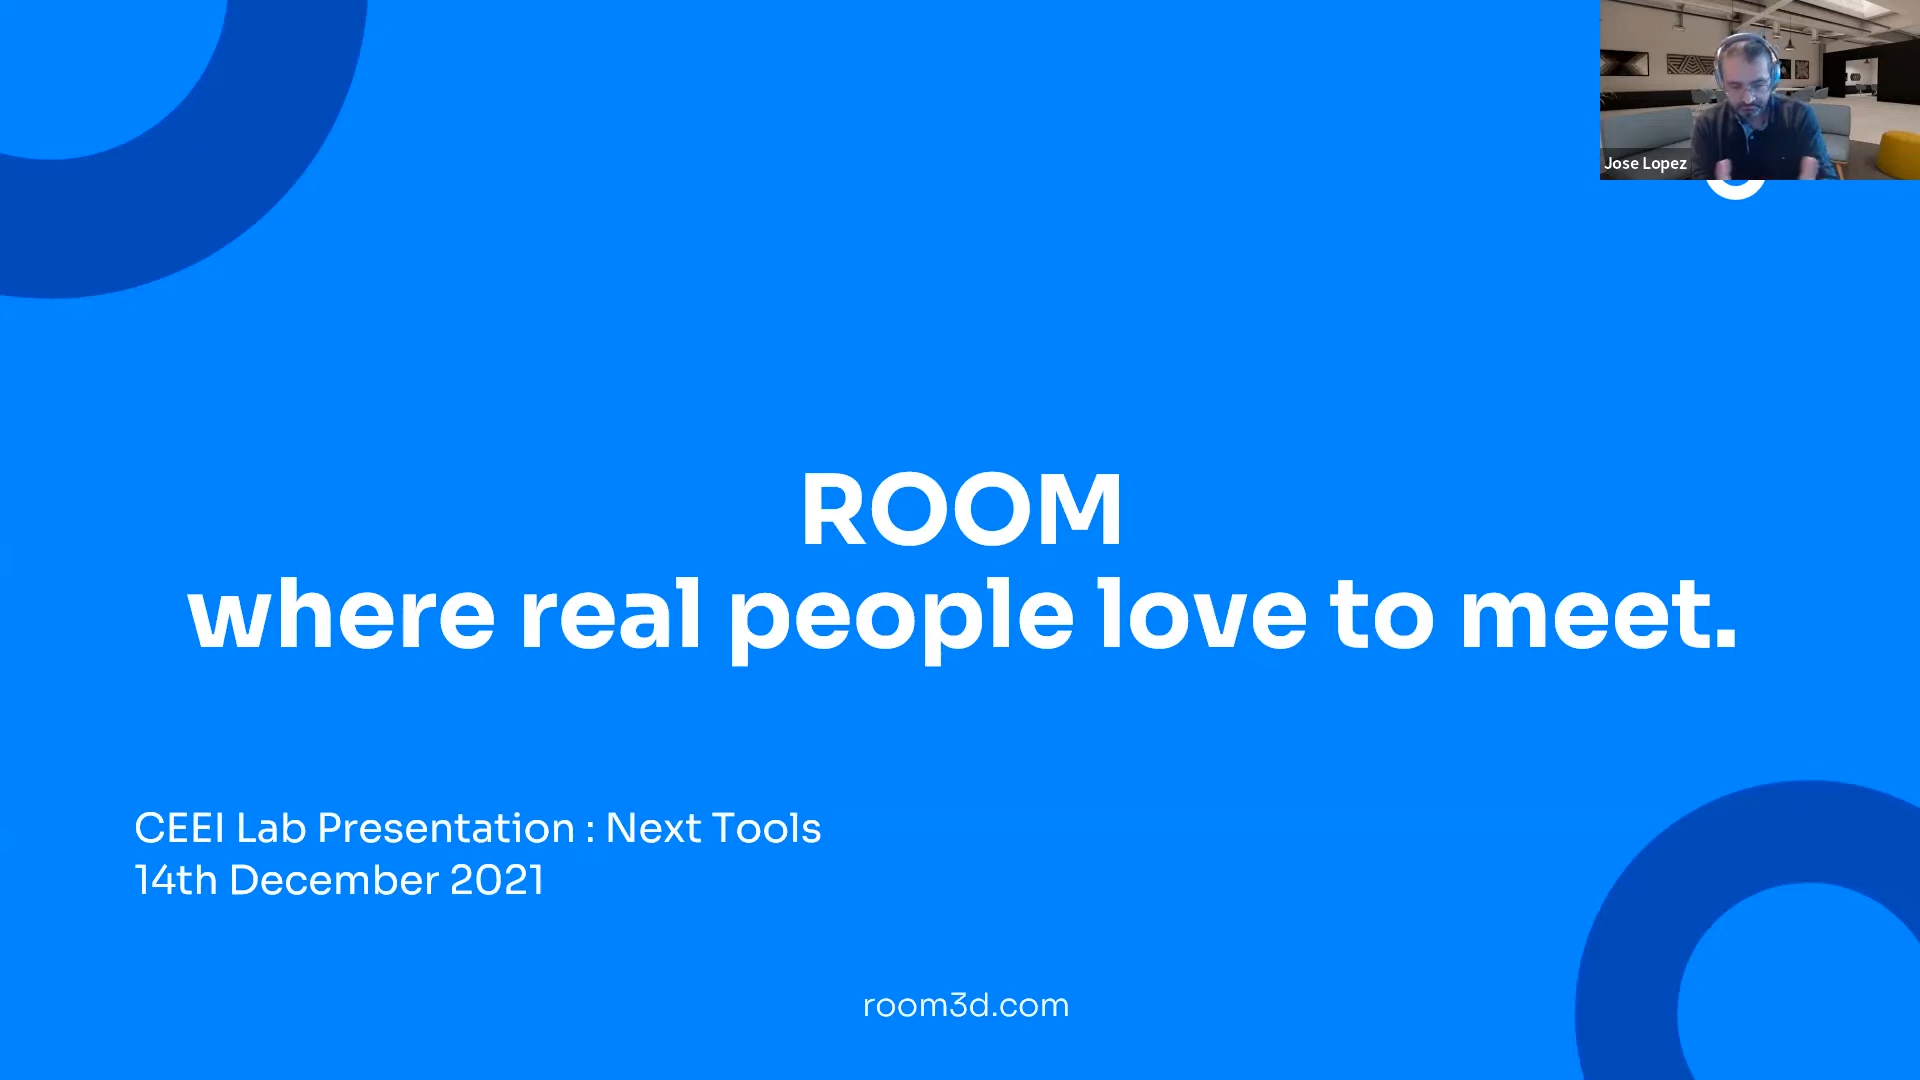 Jose Lopez
ROOM
where real people love to meet.
CEEI Lab Presentation : Next Tools
14th December 2021
room3d.com